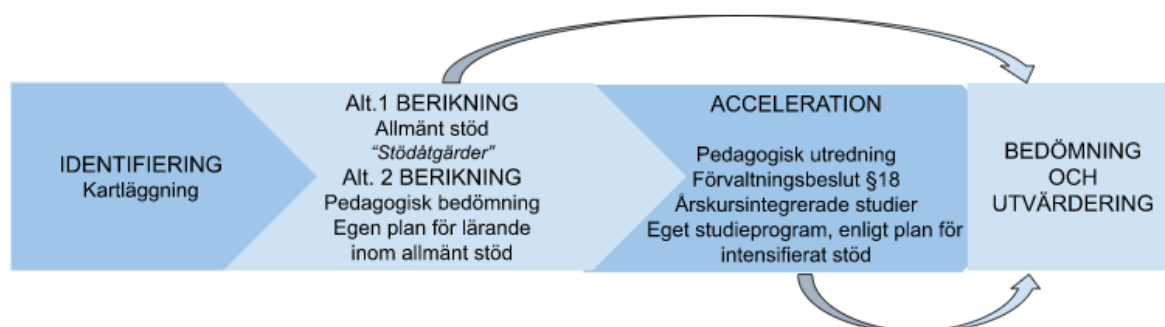 IDENTIFIERING
Kartläggning
Alt.1 BERIKNING
Allmänt stöd
“Stödåtgärder”
Alt. 2 BERIKNING
Pedagogisk bedömning
Egen plan för lärande
inom allmänt stöd
ACCELERATION
Pedagogisk utredning
Förvaltningsbeslut §18
Årskursintegrerade studier
Eget studieprogram, enligt plan för
intensifierat stöd
BEDÖMNING
OCH
UTVÄRDERING